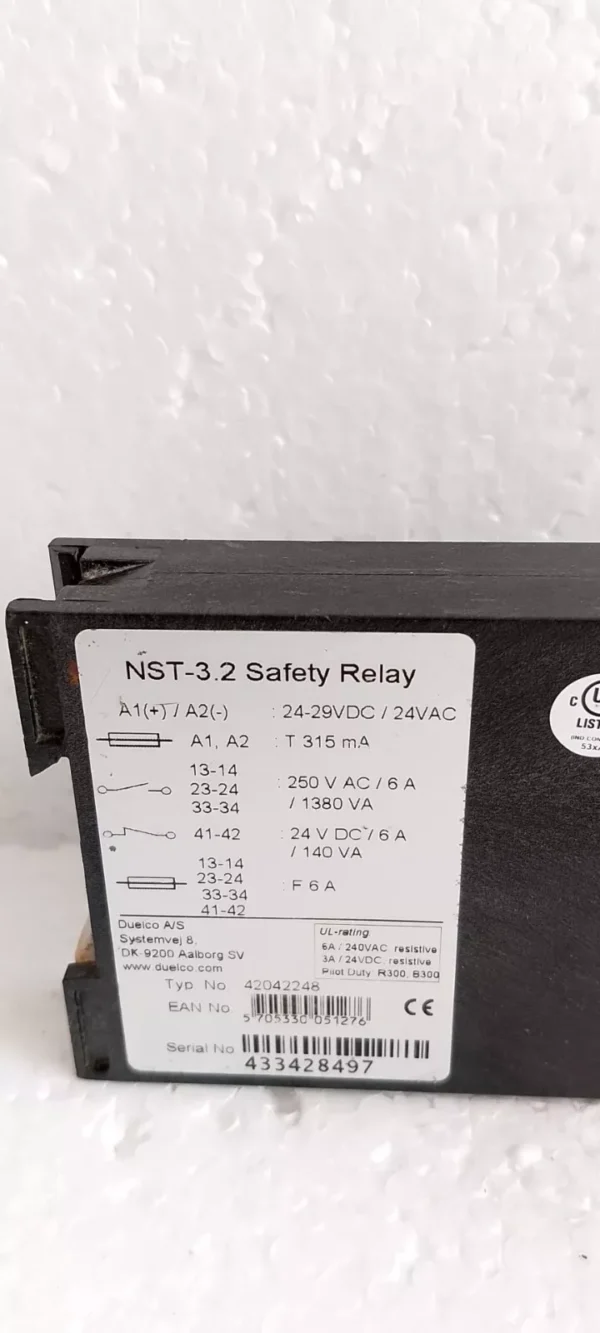 NST-3.2 Safety Relay
A1(+) / A2(-) : 24-29VDC / 24VAC
A1, A2 : T 315 mA
13-14
23-24 : 250 V AC / 6 A
33-34 / 1380 VA
41-42 : 24 V DC / 6 A
/ 140 VA
13-14
23-24 : F 6 A
33-34
41-42
Duelco A/S
Systemvej 8,
DK-9200 Aalborg SV
www.duelco.com
UL-rating
6A / 240VAC resistive
3A / 24VDC resistive
Pilot Duty: R300, B300
Typ No 42042248
EAN No
5 705330 051276
CE
Serial No
433428497
C
LIST
IND CON
53X